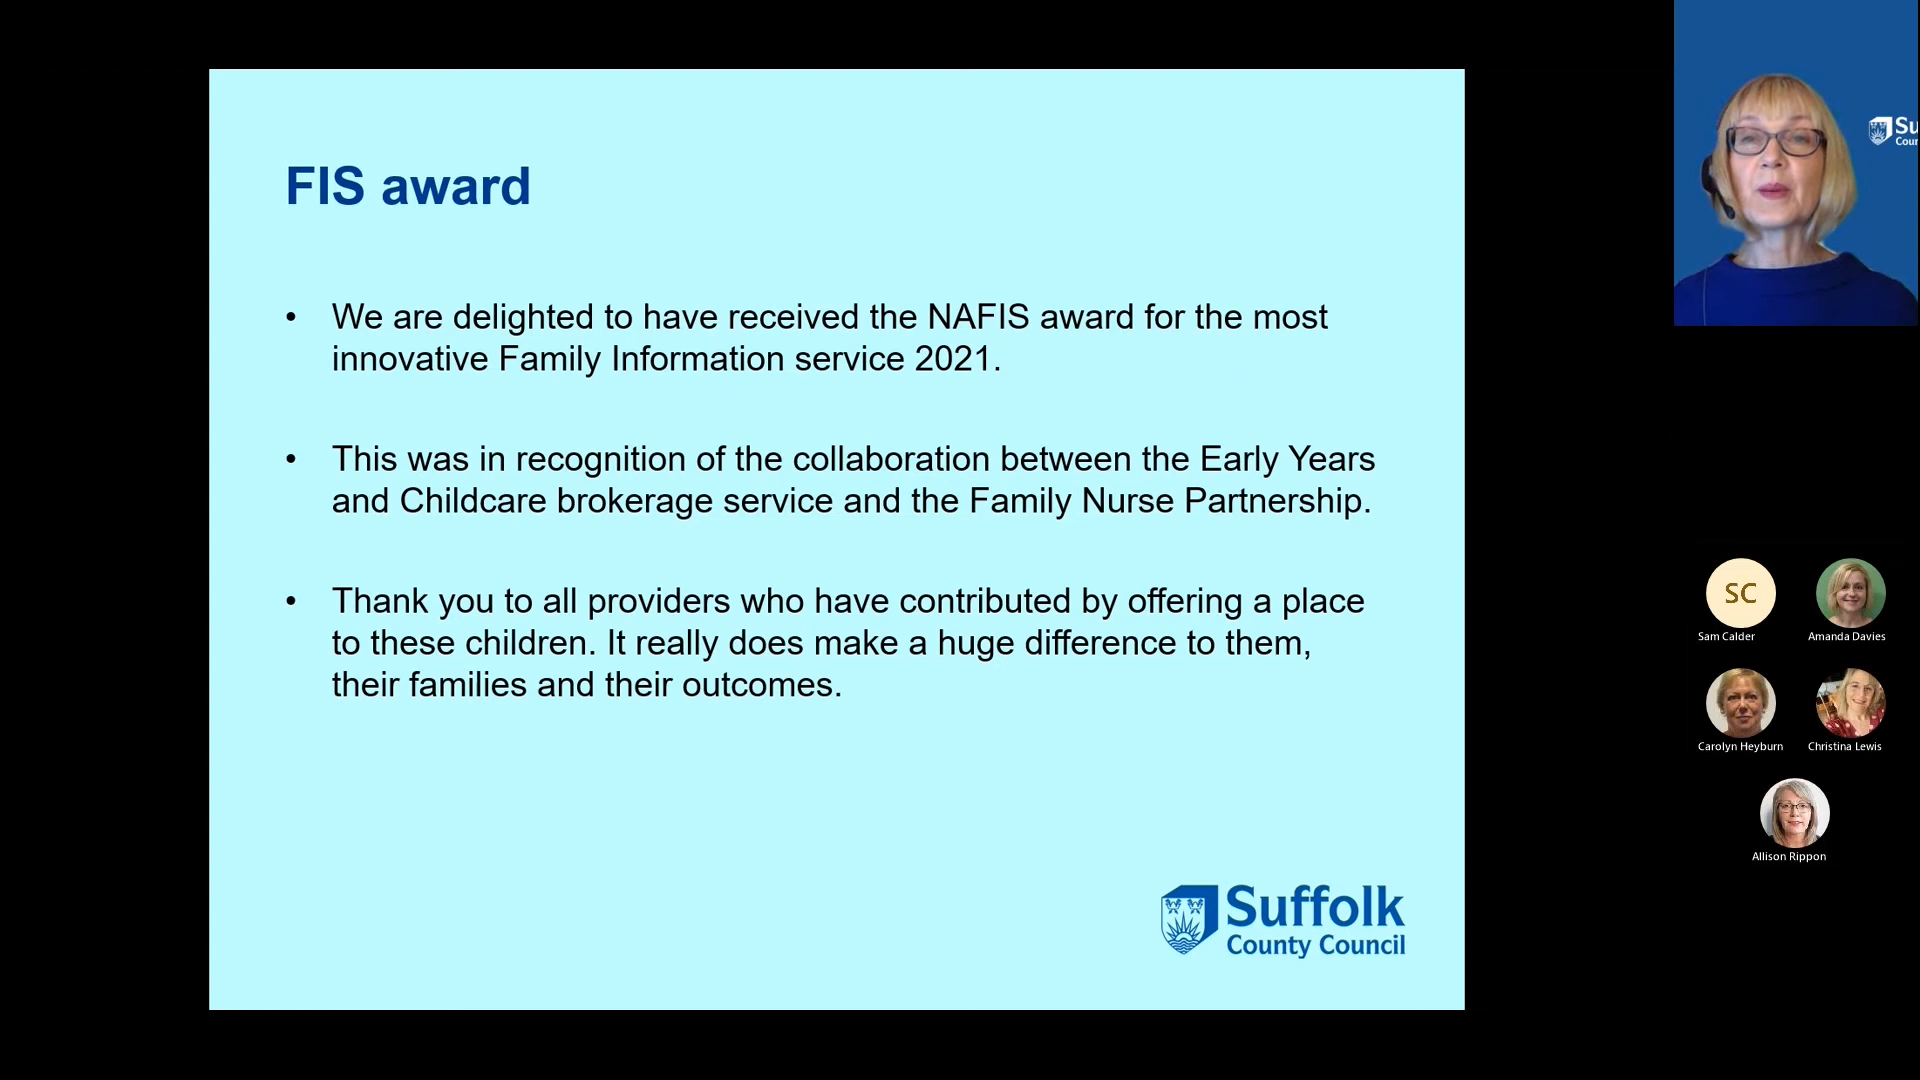 FIS award
• We are delighted to have received the NAFIS award for the most
innovative Family Information service 2021.
• This was in recognition of the collaboration between the Early Years
and Childcare brokerage service and the Family Nurse Partnership.
• Thank you to all providers who have contributed by offering a place
to these children. It really does make a huge difference to them,
their families and their outcomes.
Suffolk
County Council
Su
Cour
SC
Sam Calder
Amanda Davies
Carolyn Heyburn
Christina Lewis
Allison Rippon